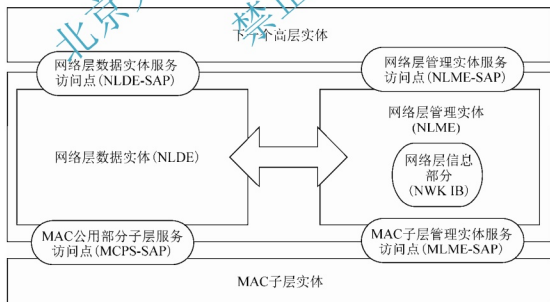 北京
禁止
下一个高层实体
网络层数据实体服务
访问点(NLDE-SAP)
网络层管理实体服务
访问点(NLME-SAP)
网络层数据实体(NLDE)
网络层管理实体
(NLME)
网络层信息
部分
(NWK IB)
MAC公用部分子层服务
访问点(MCPS-SAP)
MAC子层管理实体服务
访问点(MLME-SAP)
MAC子层实体